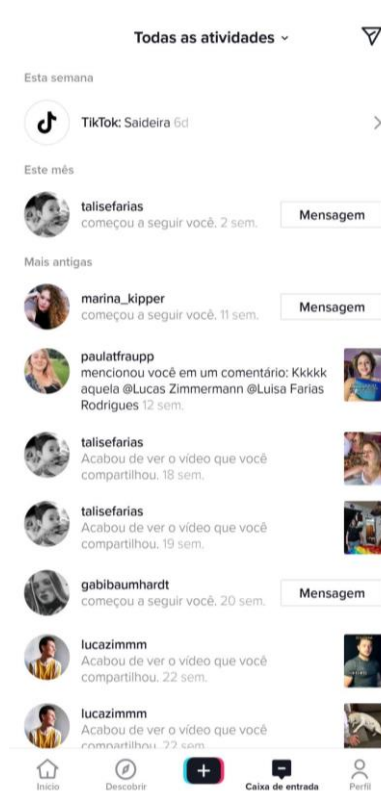 Todas as atividades
Esta semana
TikTok: Saideira 6d
Este mês
talisefarias
começou a seguir você. 2 sem.
Mensagem
Mais antigas
marina_kipper
começou a seguir você. 11 sem.
Mensagem
paulatfraupp
mencionou você em um comentário: Kkkkk
aquela @Lucas Zimmermann @Luisa Farias
Rodrigues 12 sem.
talisefarias
Acabou de ver o vídeo que você
compartilhou. 18 sem.
talisefarias
Acabou de ver o vídeo que você
compartilhou. 19 sem.
gabibaumhardt
começou a seguir você. 20 sem.
Mensagem
lucazimmm
Acabou de ver o vídeo que você
compartilhou. 22 sem.
lucazimmm
Acabou de ver o vídeo que você
compartilhou. 22 sem.
Início
Descobrir
Caixa de entrada
Perfil